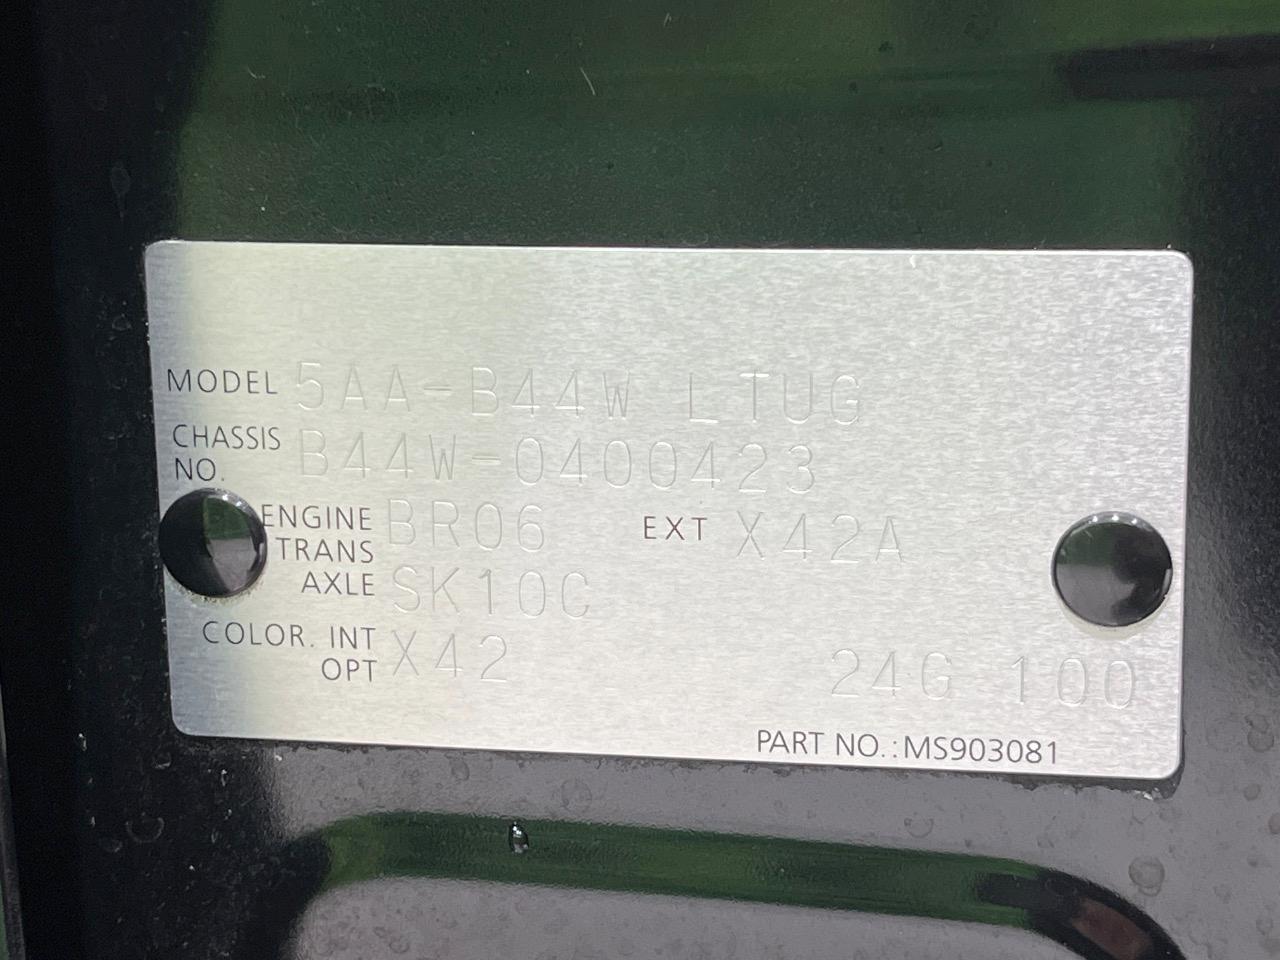 MODEL 5AA-B44W LTUG
CHASSIS NO. B44W-0400423
ENGINE BR06 EXT X42A
TRANS AXLE SK10C
COLOR. INT OPT X42 24G 100
PART NO.:MS903081